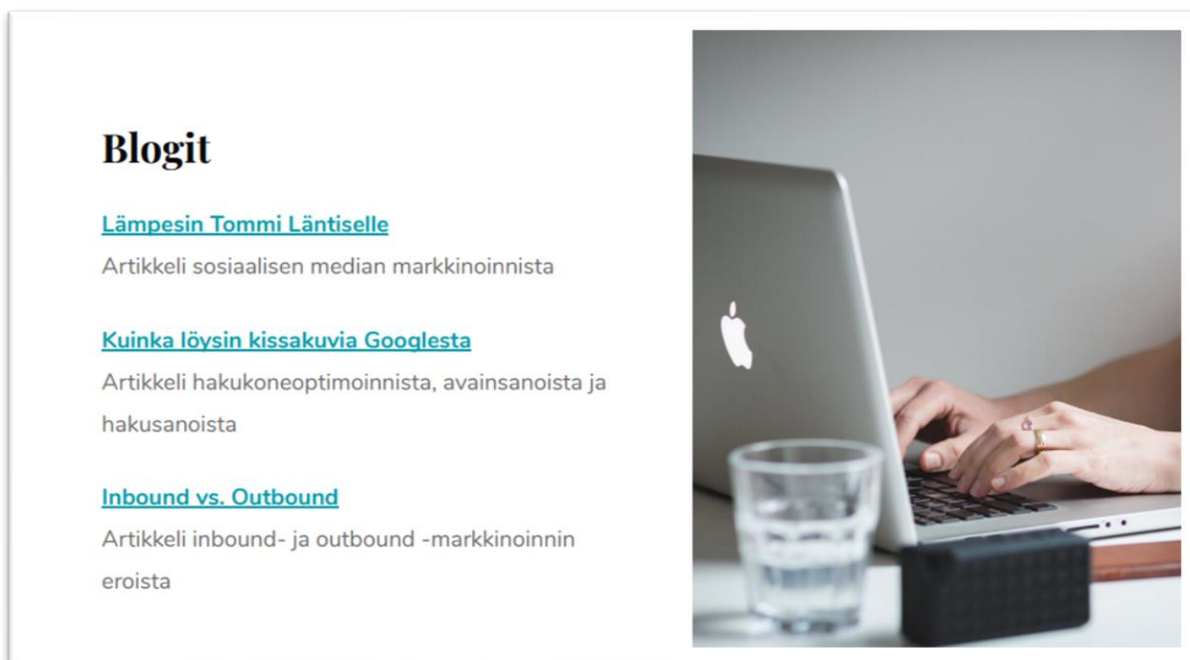 Blogit
Lämpesin Tommi Läntiselle
Artikkeli sosiaalisen median markkinoinnista
Kuinka löysin kissakuvia Googlesta
Artikkeli hakukoneoptimoinnista, avainsanoista ja
hakusanoista
Inbound vs. Outbound
Artikkeli inbound- ja outbound -markkinoinnin
eroista